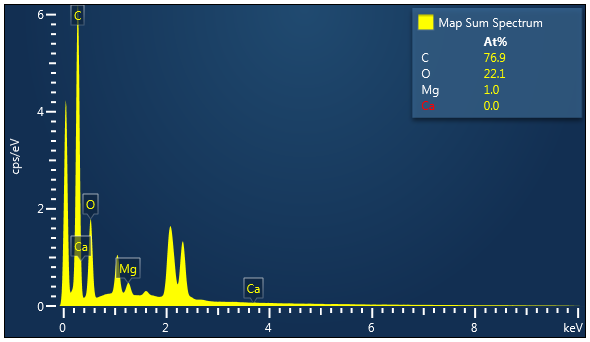 Map Sum Spectrum
At%
C 76.9
O 22.1
Mg 1.0
Ca 0.0
6
4
2
0
cps/eV
C
O
Ca
Mg
Ca
0 2 4 6 8 keV